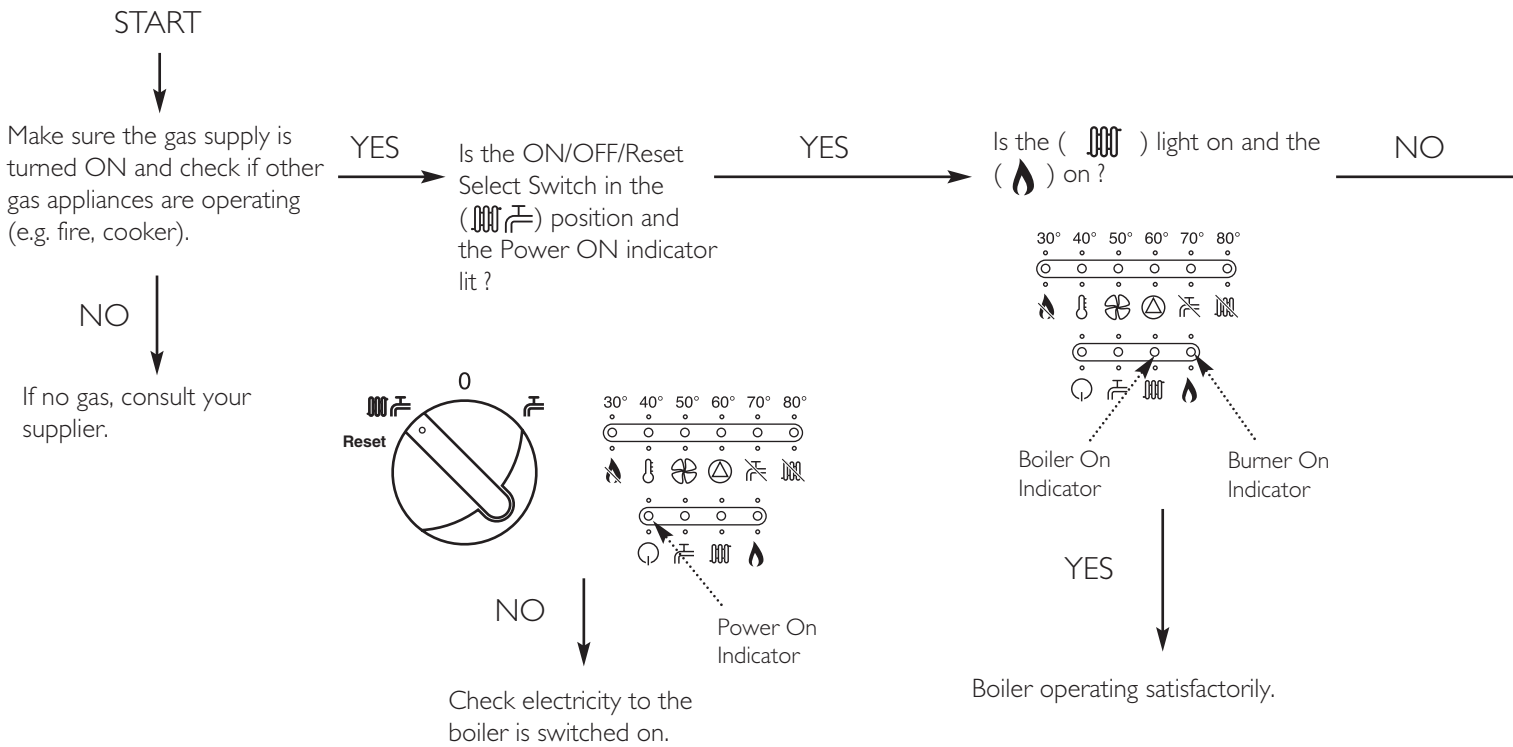 START
Make sure the gas supply is
turned ON and check if other
gas appliances are operating
(e.g. fire, cooker).
YES
NO
If no gas, consult your
supplier.
Is the ON/OFF/Reset
Select Switch in the
( ) position and
the Power ON indicator
lit ?
YES
0
Reset
30° 40° 50° 60° 70° 80°
Power On
Indicator
NO
Check electricity to the
boiler is switched on.
Is the ( ) light on and the
( ) on ?
NO
30° 40° 50° 60° 70° 80°
Boiler On
Indicator
Burner On
Indicator
YES
Boiler operating satisfactorily.